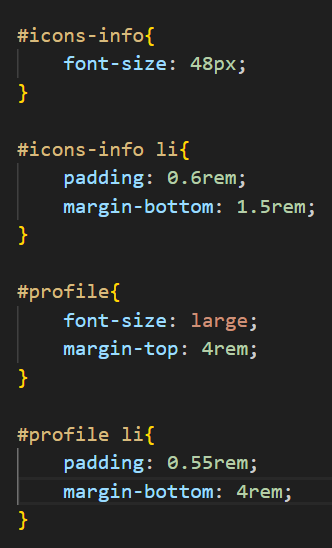 #icons-info{
    font-size: 48px;
}

#icons-info li{
    padding: 0.6rem;
    margin-bottom: 1.5rem;
}

#profile{
    font-size: large;
    margin-top: 4rem;
}

#profile li{
    padding: 0.55rem;
    margin-bottom: 4rem;
}